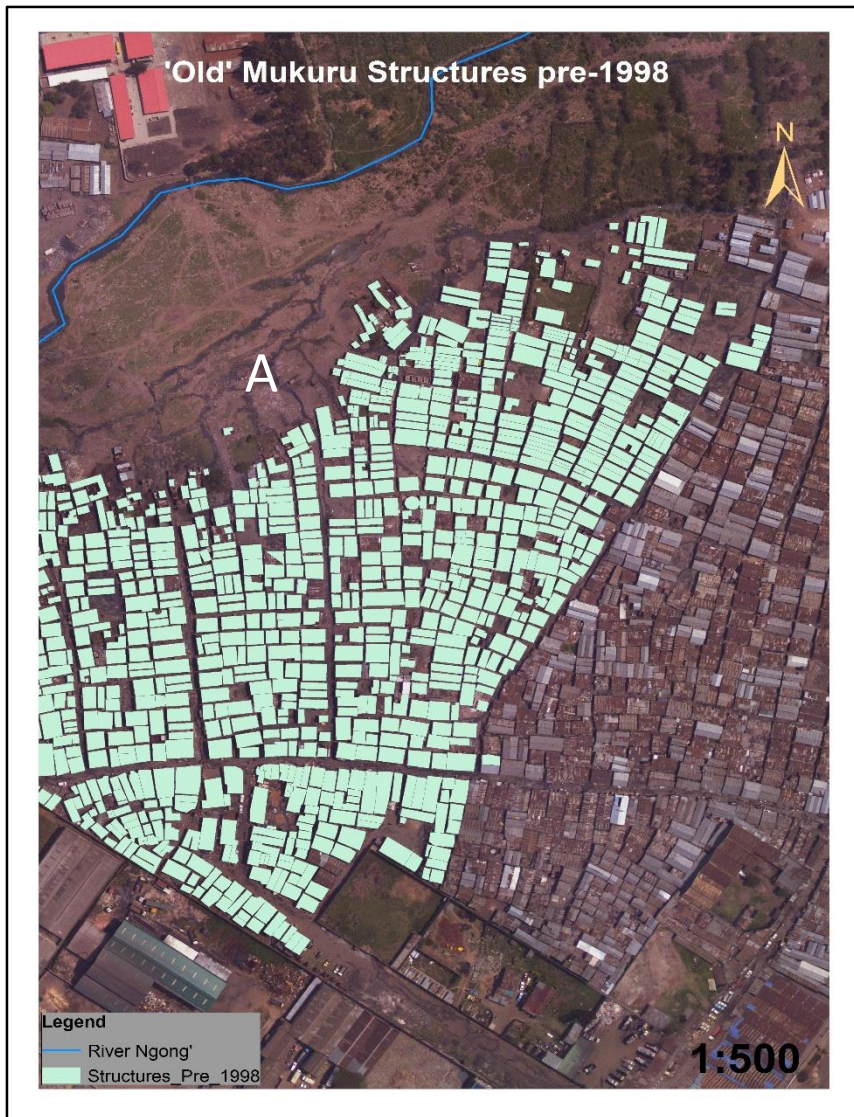 'Old' Mukuru Structures pre-1998
N
A
Legend
River Ngong'
Structures_Pre_1998
1:500